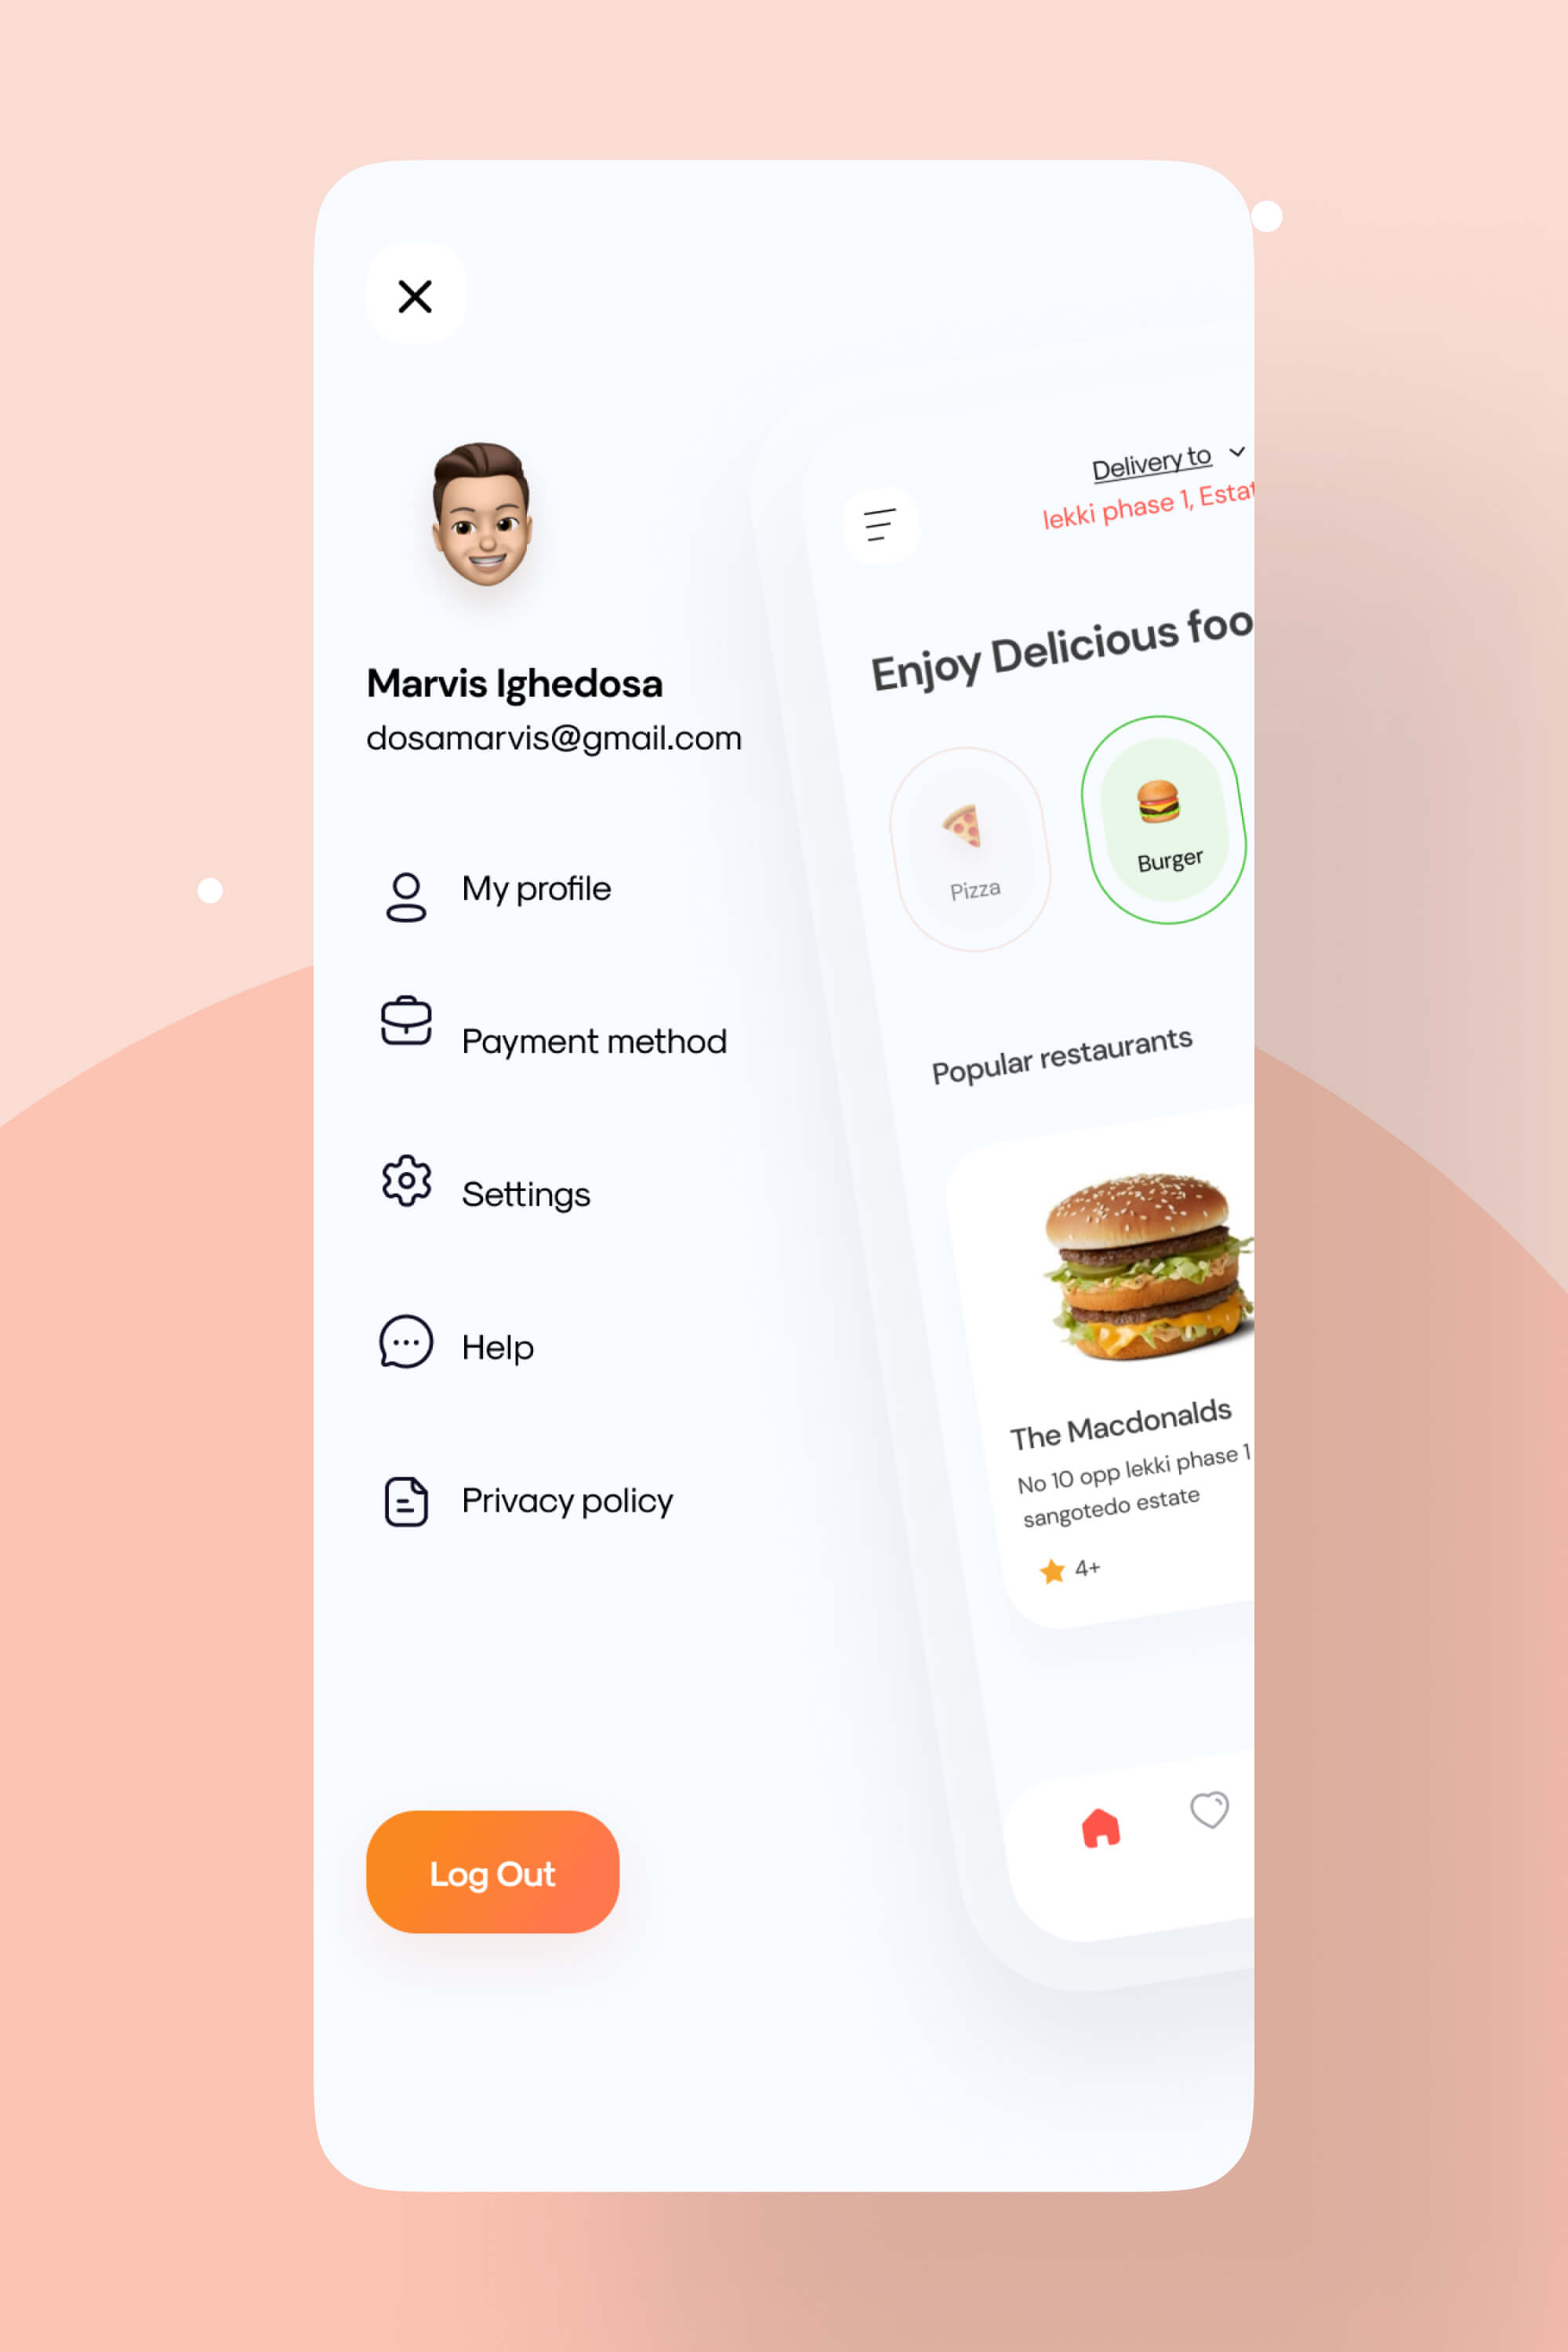 Marvis Ighedosa
dosamarvis@gmail.com
My profile
Payment method
Settings
Help
Privacy policy
Log Out
Delivery to
lekki phase 1, Estat
Enjoy Delicious foo
Pizza
Burger
Popular restaurants
The Macdonalds
No 10 opp lekki phase 1
sangotedo estate
4+